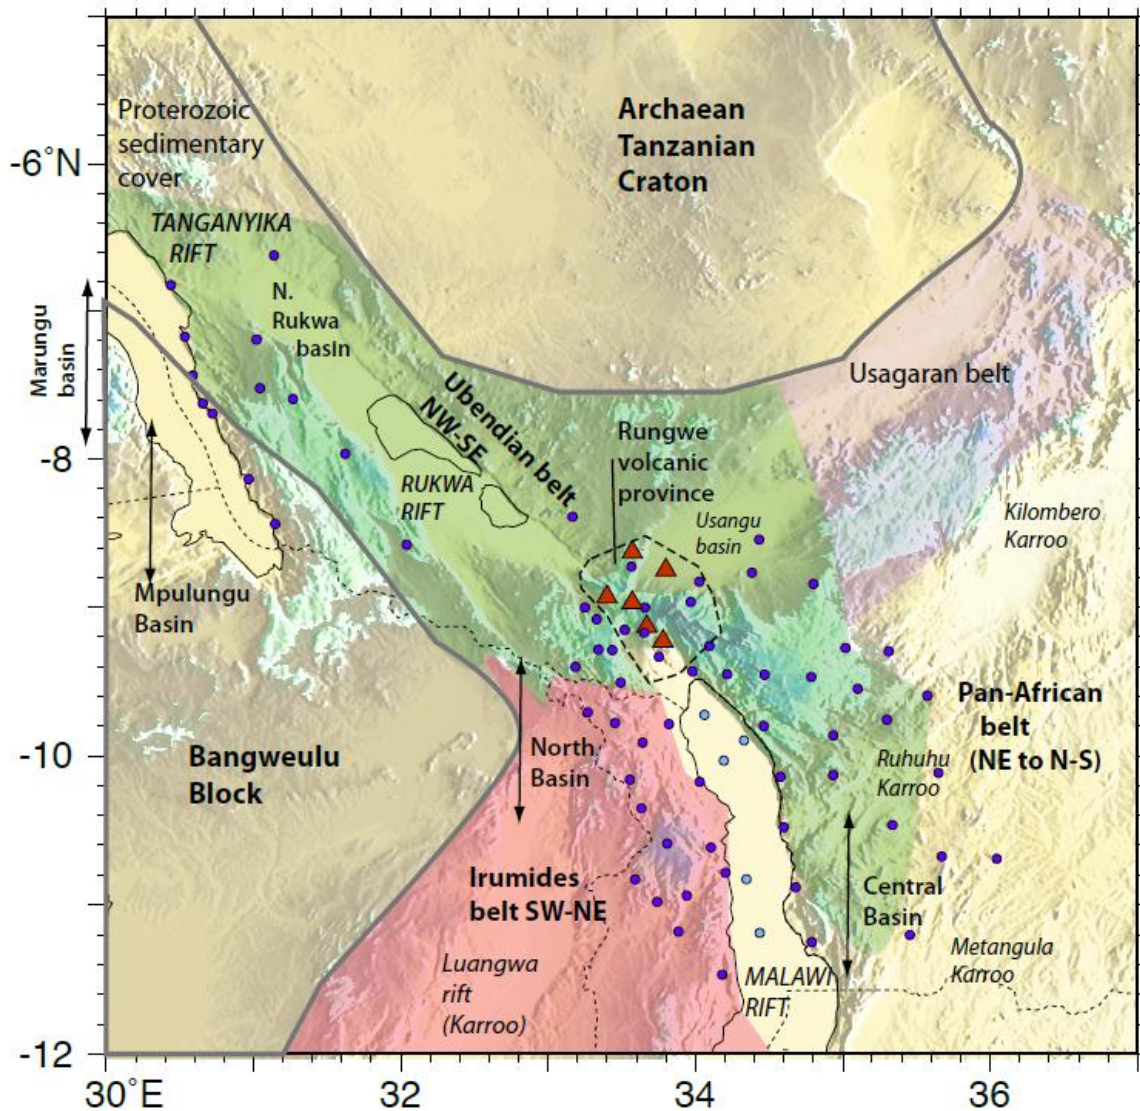 Proterozoic
sedimentary
cover
Archaean
Tanzanian
Craton
-6°N
TANGANYIKA
RIFT
N.
Rukwa
basin
Marungu
basin
Usagaran belt
Ubendian belt
NW-SE
Rungwe
volcanic
province
-8
RUKWA
RIFT
Usangu
basin
Kilombero
Karroo
Mpulungu
Basin
Pan-African
belt
(NE to N-S)
-10
Bangweulu
Block
North
Basin
Ruhuhu
Karroo
Irumides
belt SW-NE
Central
Basin
Luangwa
rift
(Karroo)
MALAWI
RIFT
Metangula
Karroo
-12
30°E
32
34
36